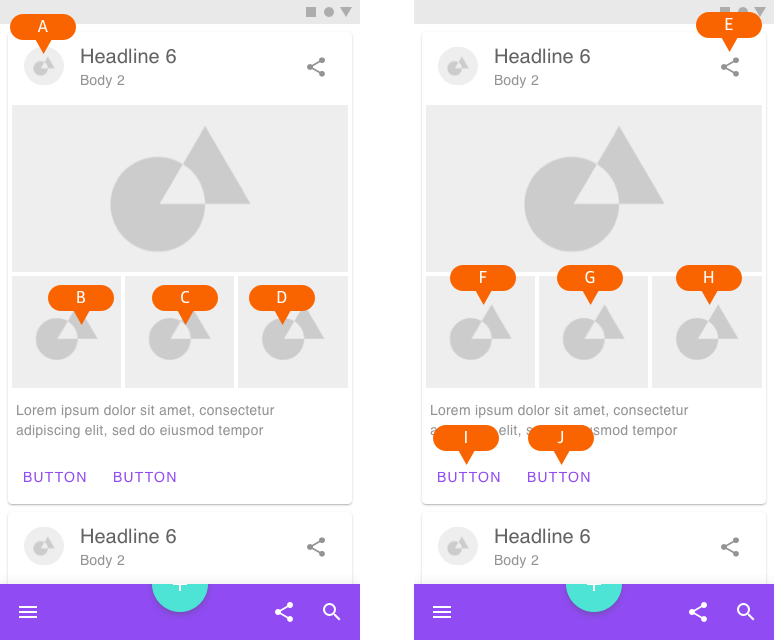 A
Headline 6
Body 2
B
C
D
Lorem ipsum dolor sit amet, consectetur
adipiscing elit, sed do eiusmod tempor
BUTTON BUTTON
Headline 6
Body 2
E
Headline 6
Body 2
F
G
H
Lorem ipsum dolor sit amet, consectetur
elit, smod tempor
I
J
BUTTON BUTTON
Headline 6
Body 2